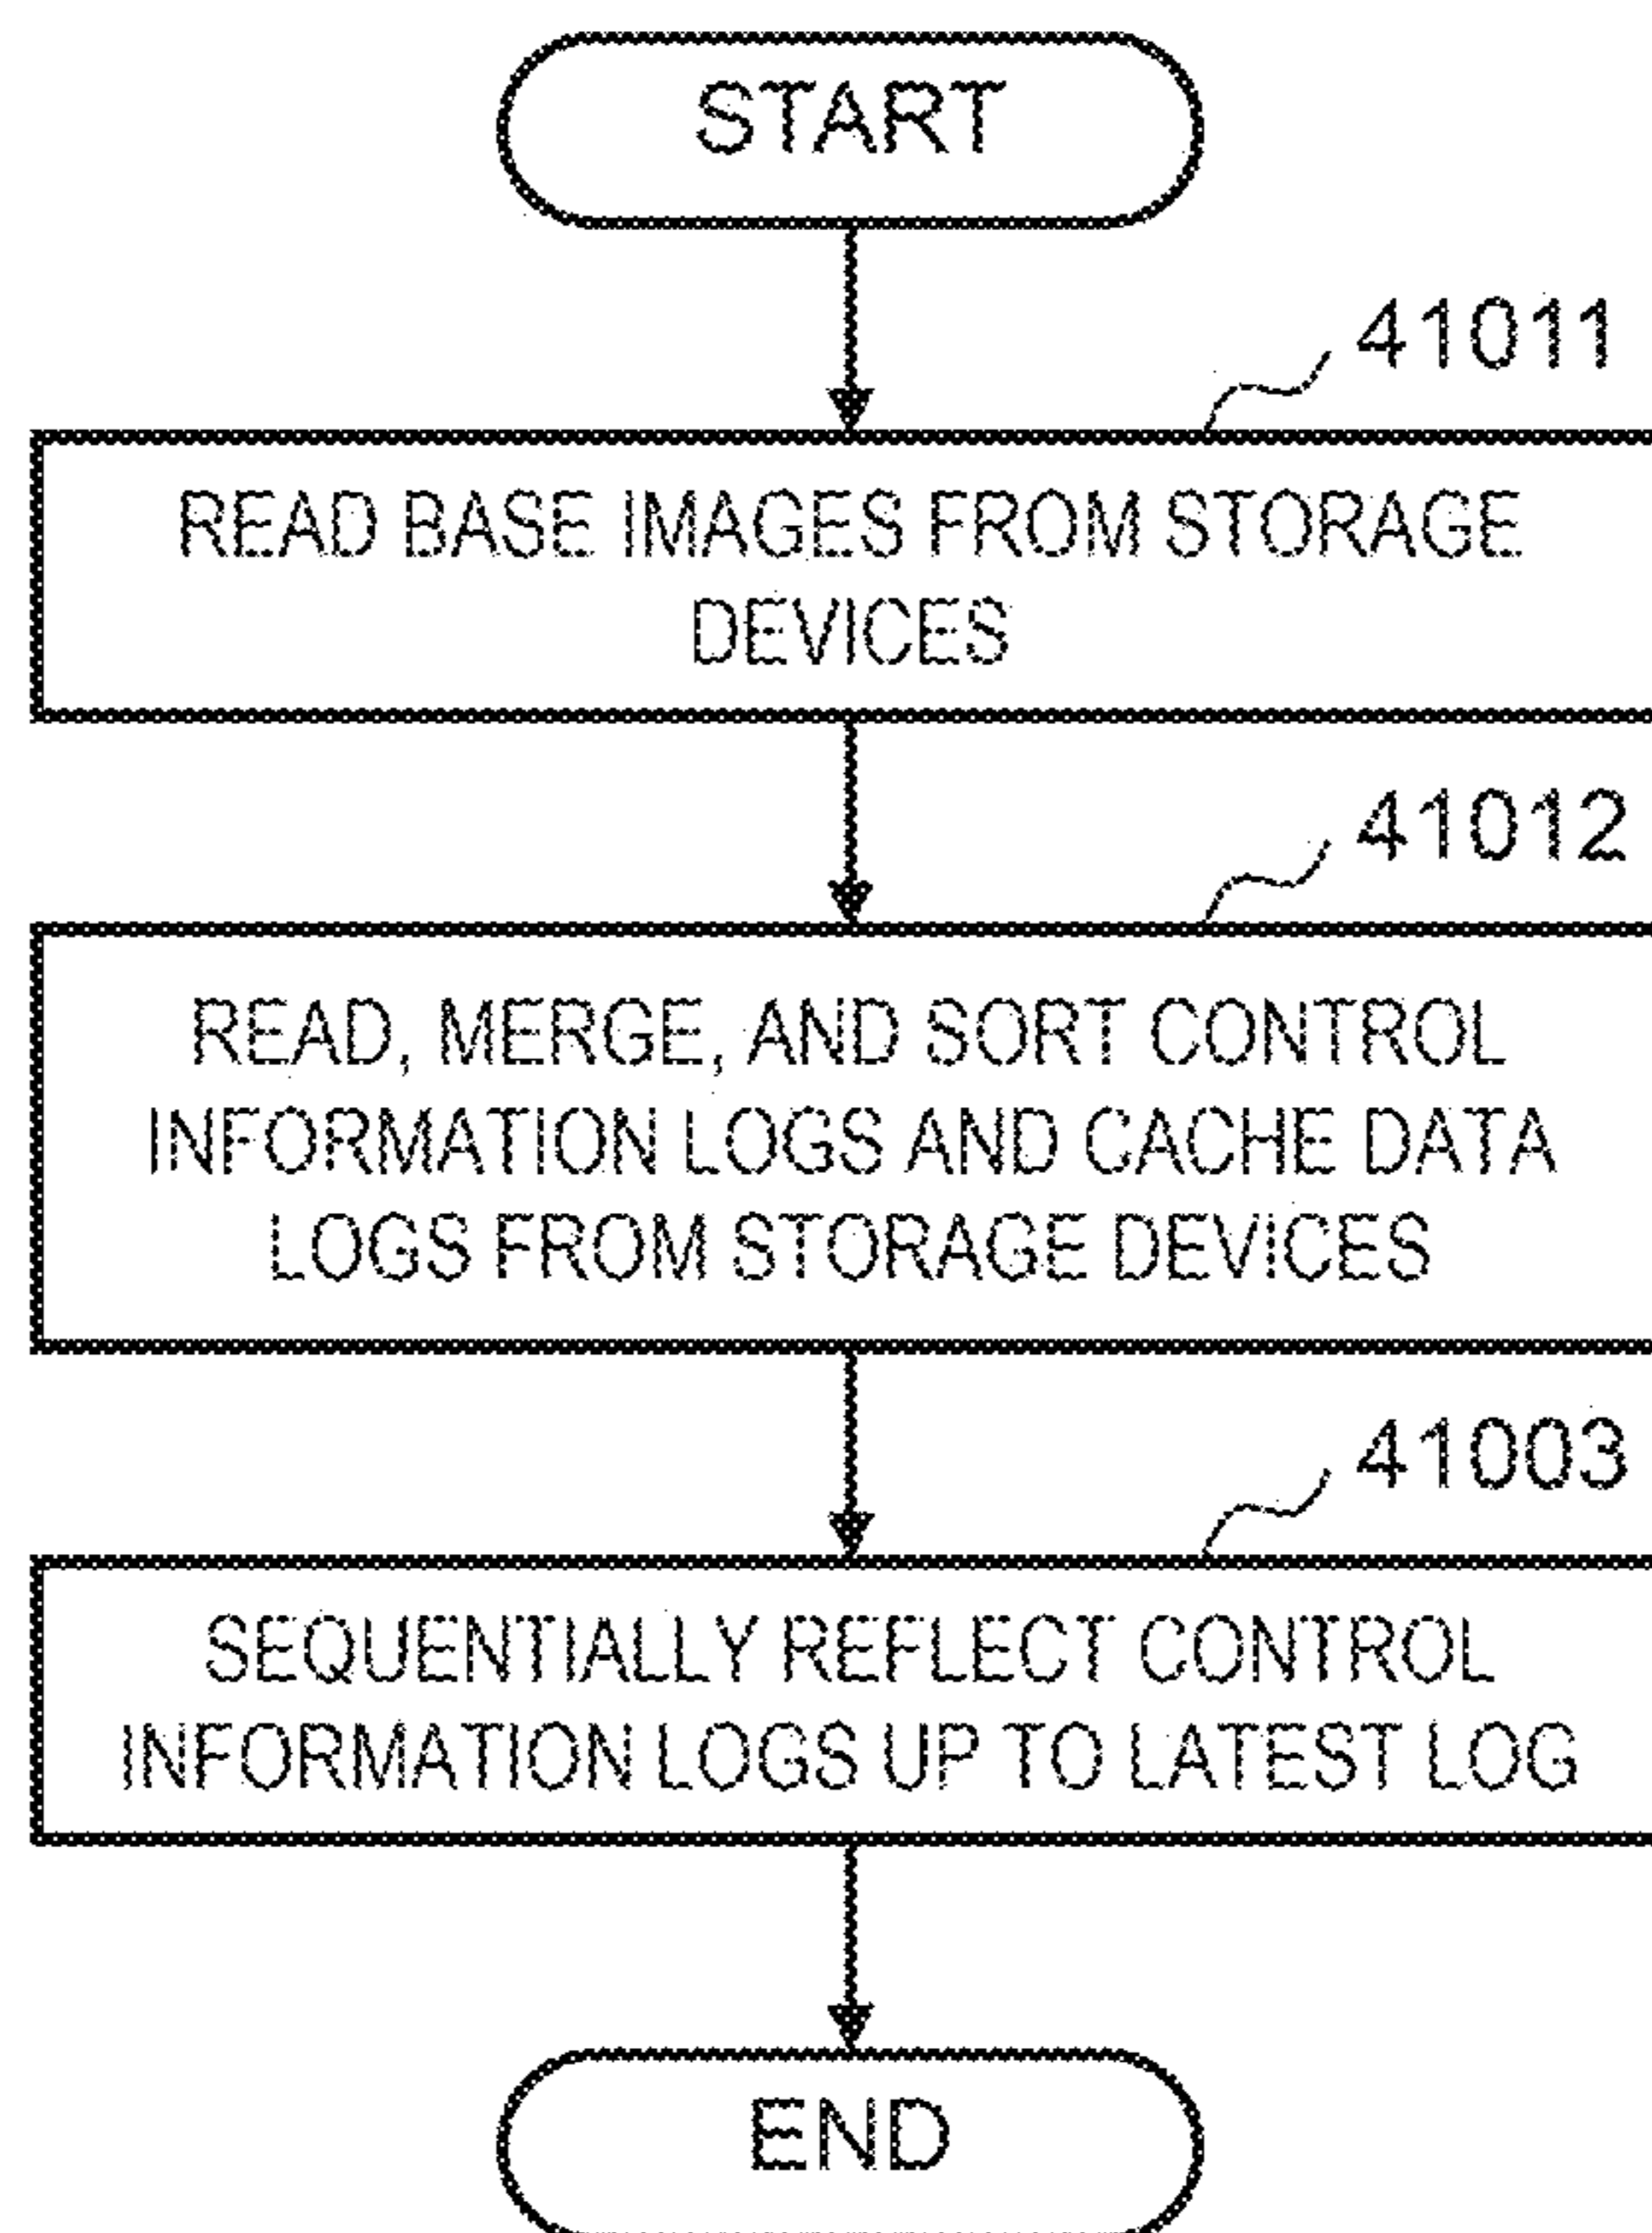 START
41011
READ BASE IMAGES FROM STORAGE
DEVICES
41012
READ, MERGE, AND SORT CONTROL
INFORMATION LOGS AND CACHE DATA
LOGS FROM STORAGE DEVICES
41003
SEQUENTIALLY REFLECT CONTROL
INFORMATION LOGS UP TO LATEST LOG
END